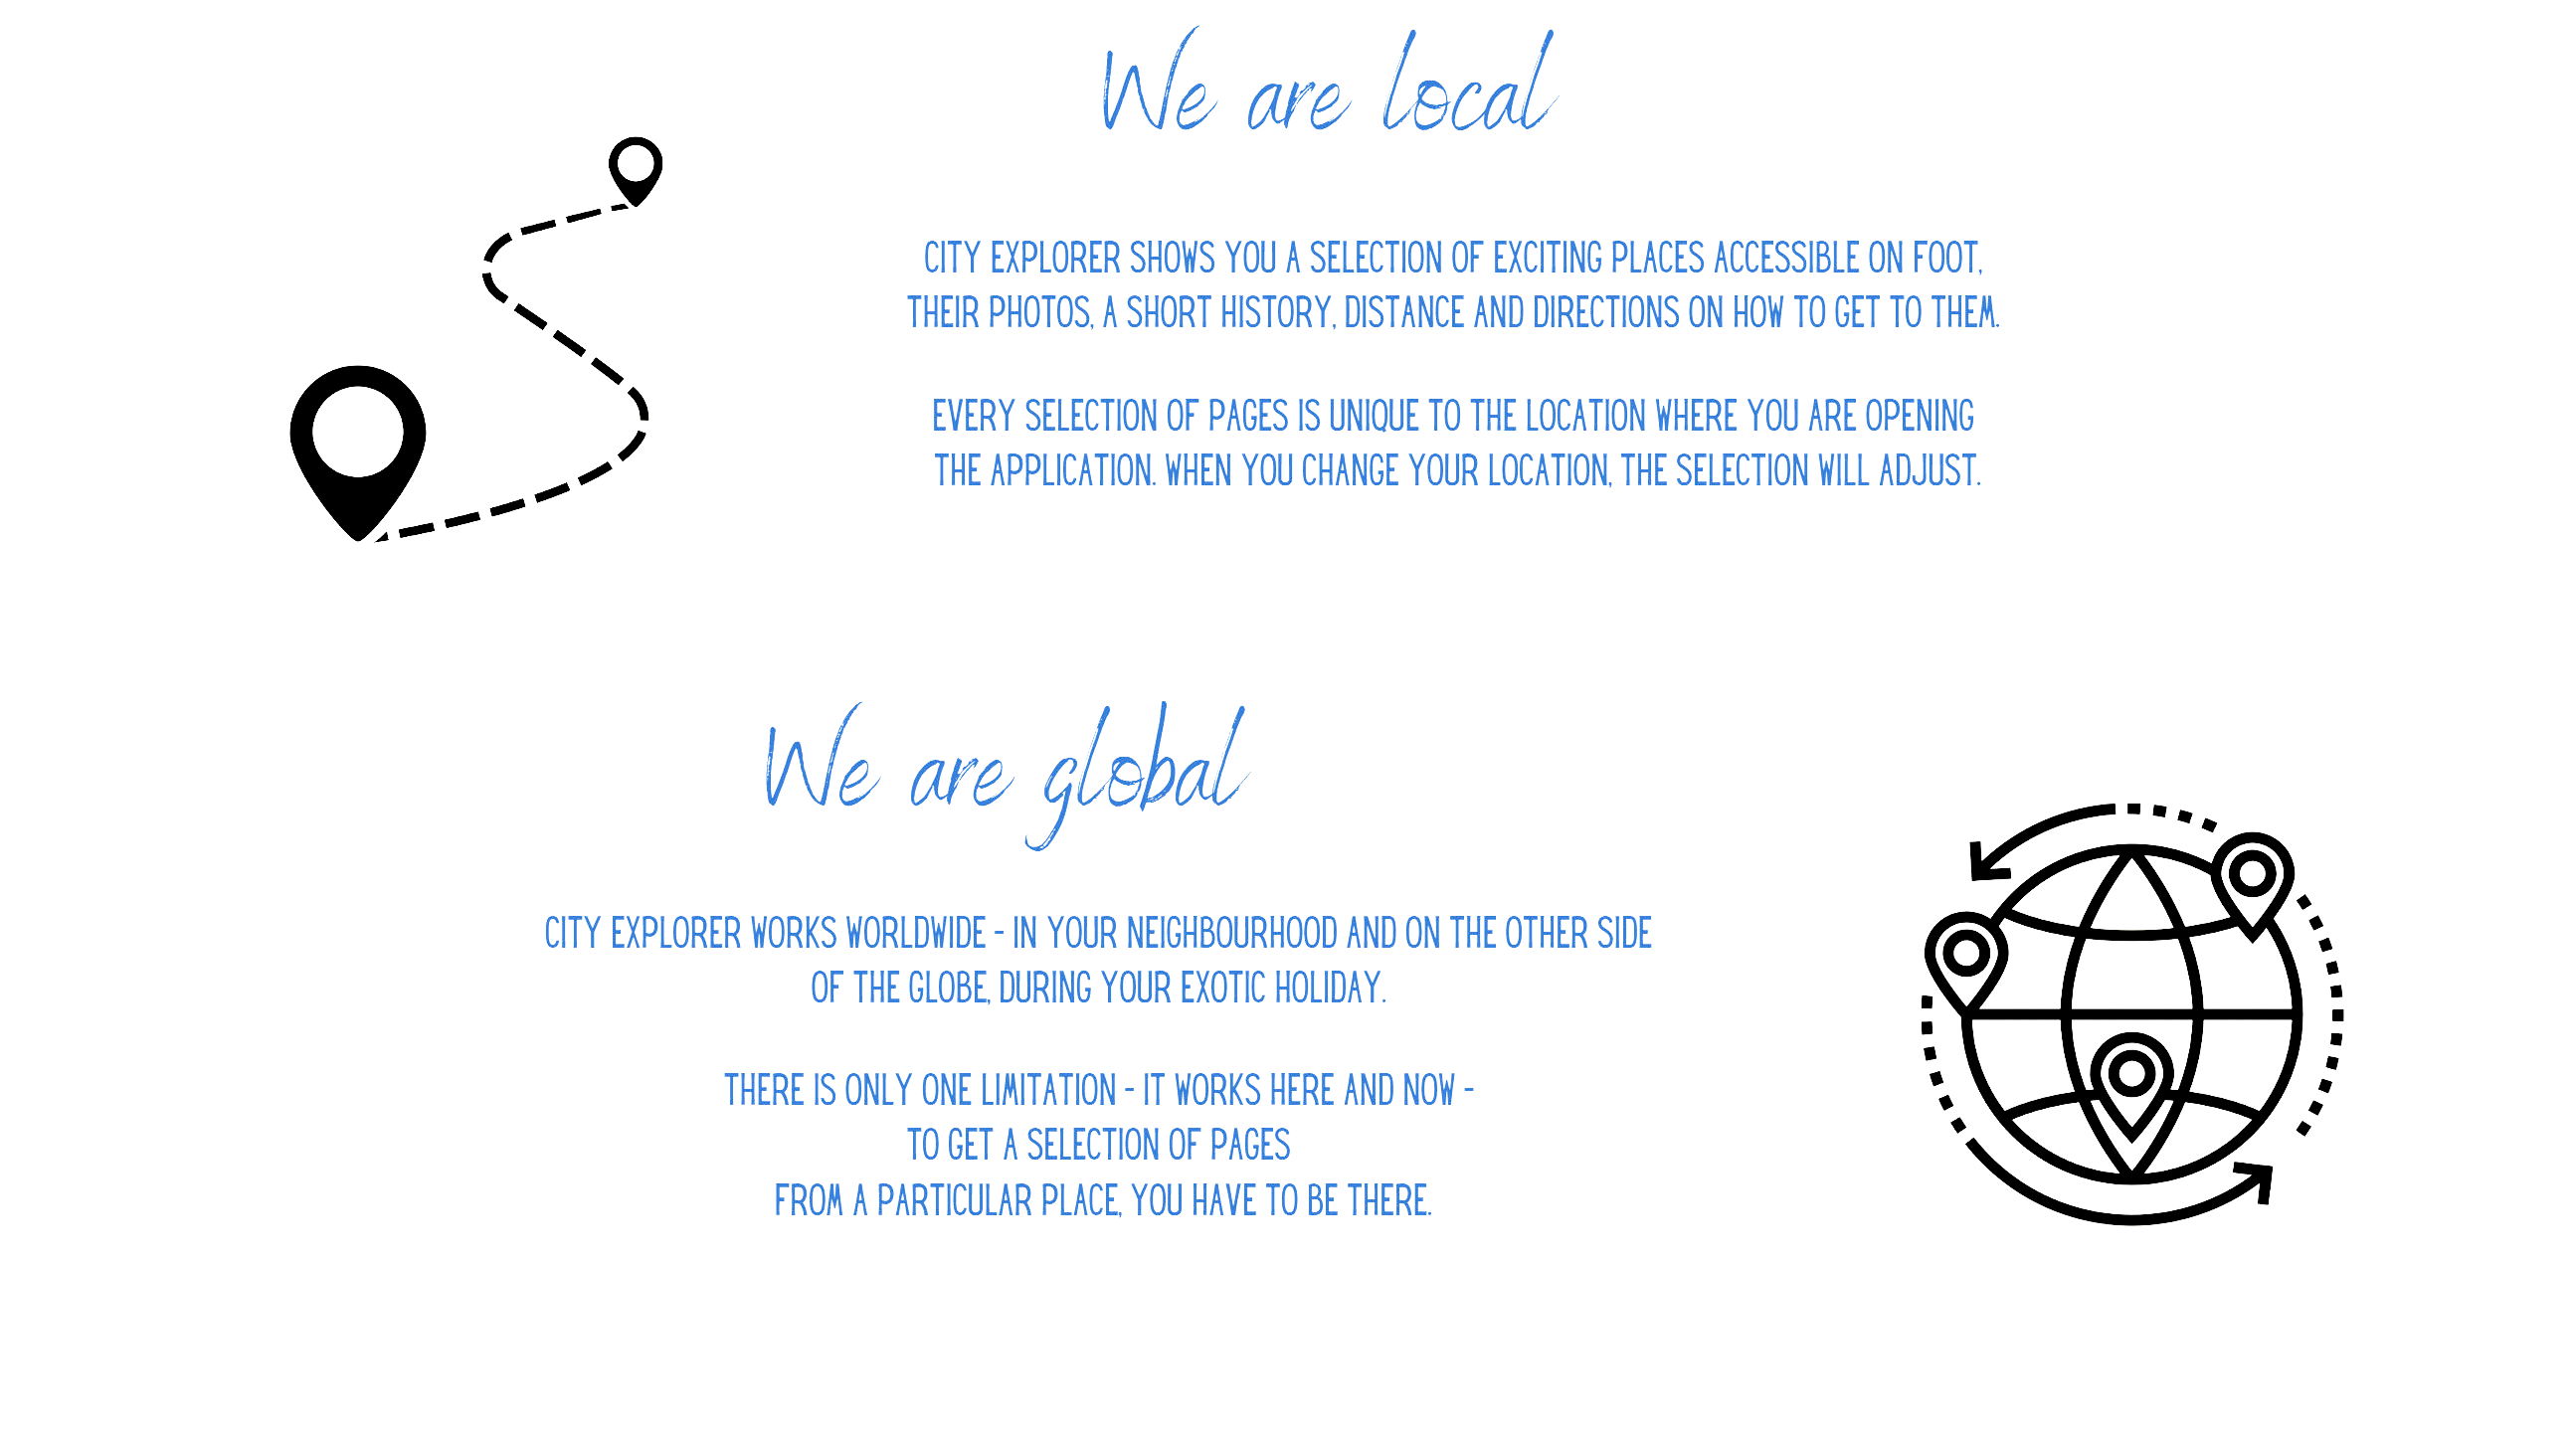 We are local
CITY EXPLORER SHOWS YOU A SELECTION OF EXCITING PLACES ACCESSIBLE ON FOOT,
THEIR PHOTOS, A SHORT HISTORY, DISTANCE AND DIRECTIONS ON HOW TO GET TO THEM.
EVERY SELECTION OF PAGES IS UNIQUE TO THE LOCATION WHERE YOU ARE OPENING
THE APPLICATION. WHEN YOU CHANGE YOUR LOCATION, THE SELECTION WILL ADJUST.
We are global
CITY EXPLORER WORKS WORLDWIDE - IN YOUR NEIGHBOURHOOD AND ON THE OTHER SIDE
OF THE GLOBE, DURING YOUR EXOTIC HOLIDAY.
THERE IS ONLY ONE LIMITATION - IT WORKS HERE AND NOW -
TO GET A SELECTION OF PAGES
FROM A PARTICULAR PLACE, YOU HAVE TO BE THERE.